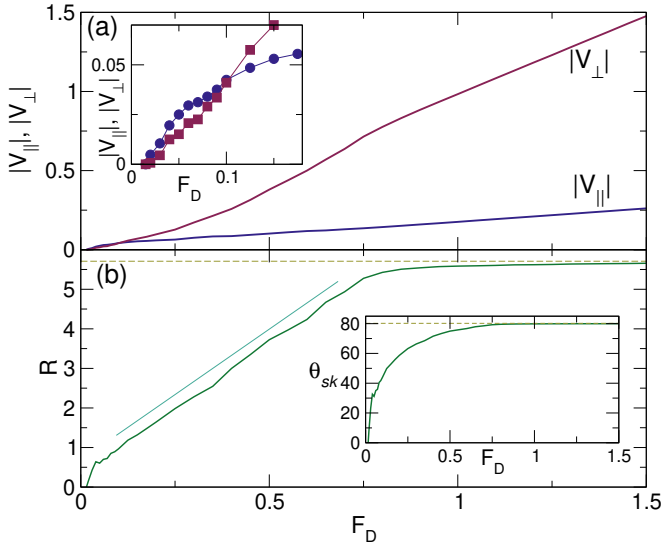 (a)
|V∥|, |V⊥|
1.5
1
0.5
0
|V∥|, |V⊥|
0.05
0
0.1
F_D
|V⊥|
|V∥|
(b)
R
5
4
3
2
1
0
0 0.5 1 1.5
F_D
θ_sk
80
60
40
20
0
0 0.5 1 1.5
F_D